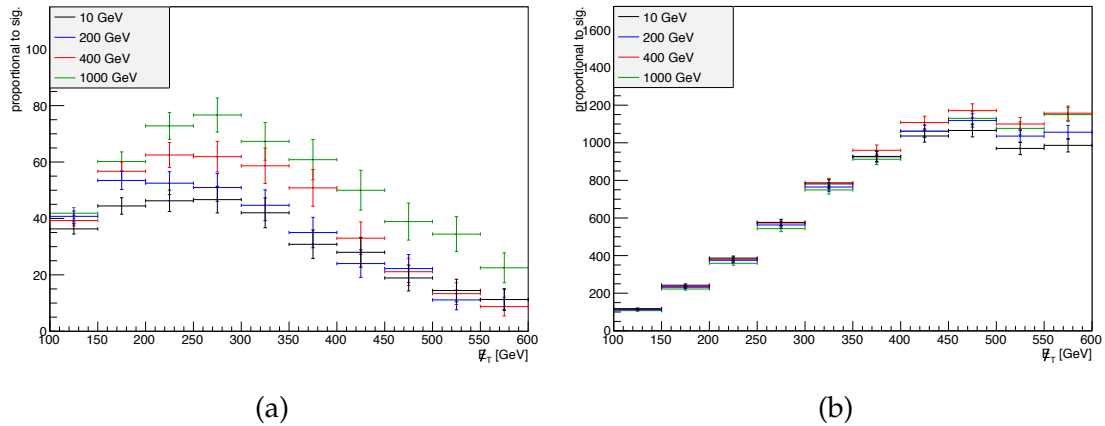 proportional to sig.
10 GeV
200 GeV
400 GeV
1000 GeV
100
80
60
40
20
0
100 150 200 250 300 350 400 450 500 550 600
E̸_T [GeV]
(a)
proportional to sig.
10 GeV
200 GeV
400 GeV
1000 GeV
1600
1400
1200
1000
800
600
400
200
0
100 150 200 250 300 350 400 450 500 550 600
E̸_T [GeV]
(b)